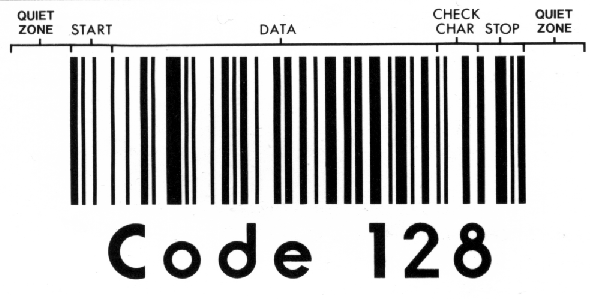 QUIET ZONE
START
DATA
CHECK CHAR
STOP
QUIET ZONE
Code 128